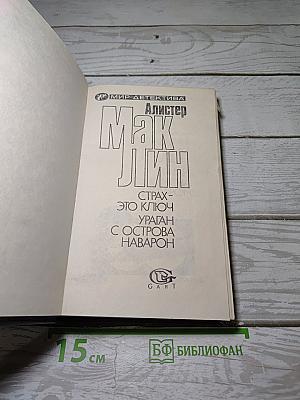 МИР ДЕТЕКТИВА
Алистер
Мак
Лин
СТРАХ-
ЭТО КЛЮЧ
УРАГАН
С ОСТРОВА
НАВАРОН
GART
15 см
БФ БИБЛИОФАН